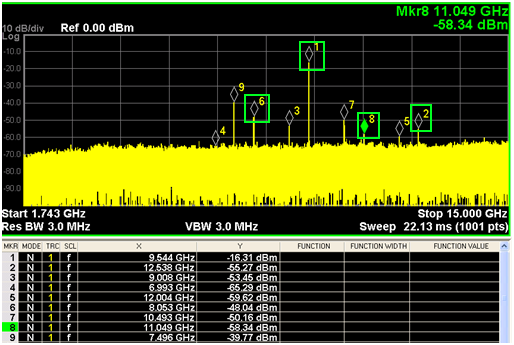 Mkr8 11.049 GHz
10 dB/div Ref 0.00 dBm -58.34 dBm
Log
-10.0
-20.0
-30.0
-40.0
-50.0
-60.0
-70.0
-80.0
-90.0
1
9
6
3
7
8
2
5
4
Start 1.743 GHz Stop 15.000 GHz
Res BW 3.0 MHz VBW 3.0 MHz Sweep 22.13 ms (1001 pts)
MKR MODE TRC SCL X Y FUNCTION FUNCTION WIDTH FUNCTION VALUE
1 N 1 f 9.544 GHz -16.31 dBm
2 N 1 f 12.538 GHz -55.27 dBm
3 N 1 f 9.008 GHz -53.45 dBm
4 N 1 f 6.993 GHz -65.29 dBm
5 N 1 f 12.004 GHz -59.62 dBm
6 N 1 f 8.053 GHz -48.04 dBm
7 N 1 f 10.493 GHz -50.16 dBm
8 N 1 f 11.049 GHz -58.34 dBm
9 N 1 f 7.496 GHz -39.77 dBm